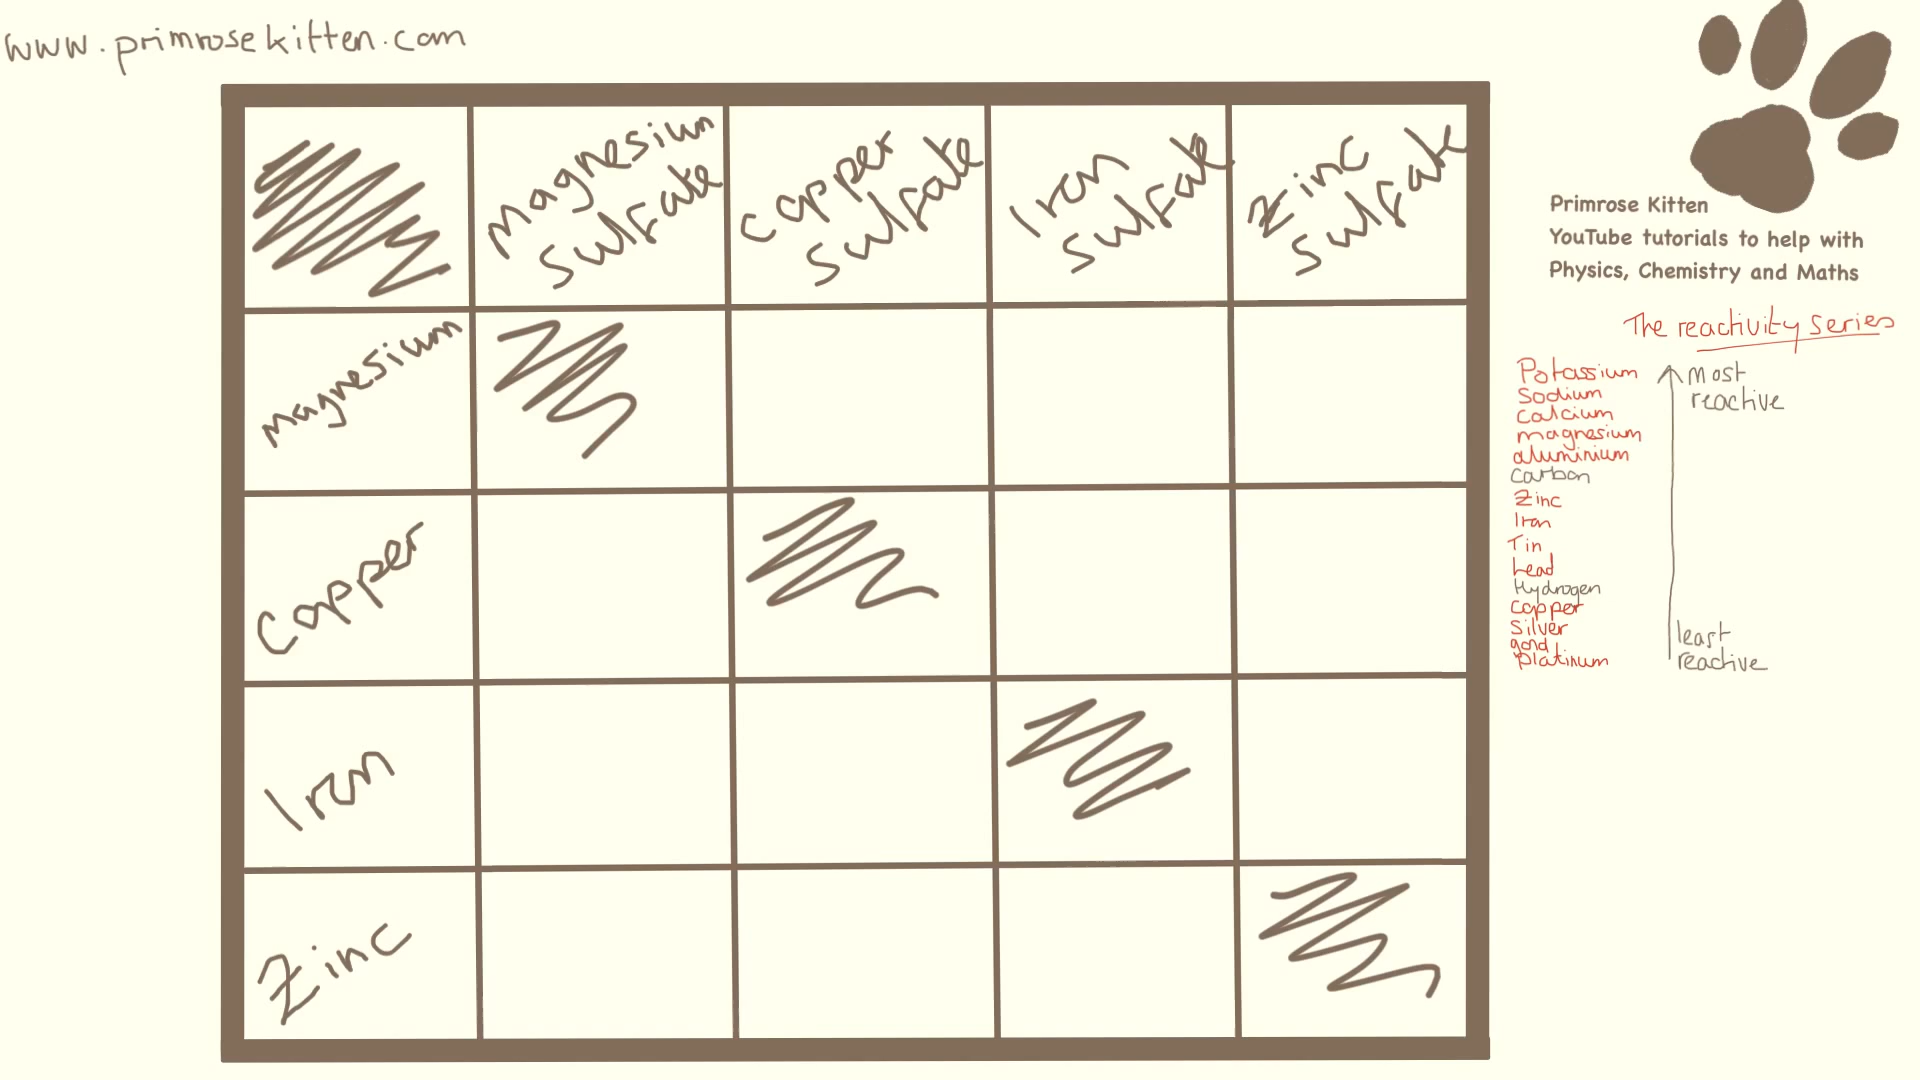 www.primrosekitten.com
Magnesium
Sulfate
Copper
Sulfate
Iron
Sulfate
Zinc
Sulfate
Magnesium
Copper
Iron
Zinc
Primrose Kitten
YouTube tutorials to help with
Physics, Chemistry and Maths
The reactivity series
Potassium
Sodium
Calcium
magnesium
aluminium
Carbon
Zinc
Iron
Tin
Lead
Hydrogen
Copper
Silver
gold
Platinum
most
reactive
least
reactive